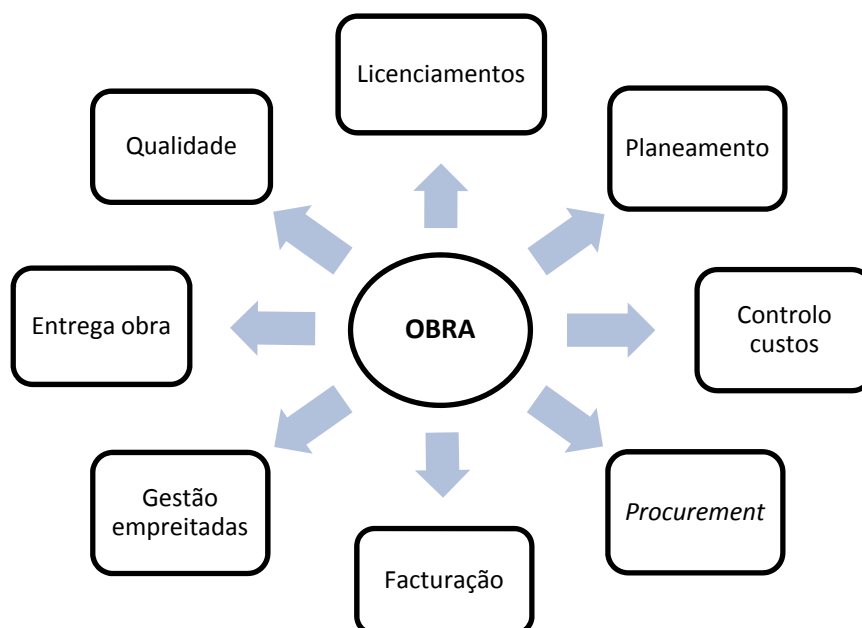 Licenciamentos
Qualidade
Planeamento
Entrega obra
OBRA
Controlo
custos
Gestão
empreitadas
Procurement
Facturação